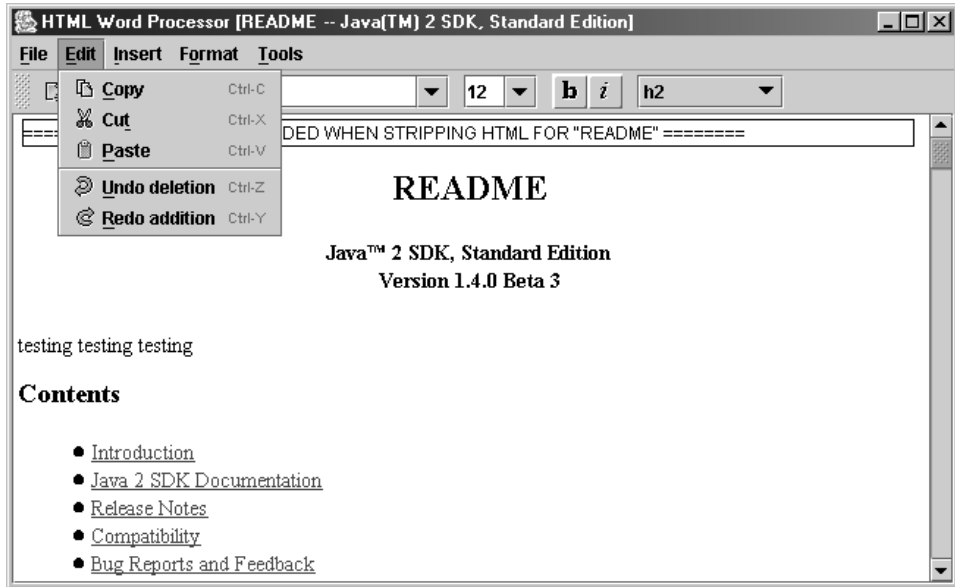 HTML Word Processor [README -- Java(TM) 2 SDK, Standard Edition]
File Edit Insert Format Tools
12 b i h2
Copy Ctrl-C
Cut Ctrl-X
Paste Ctrl-V
Undo deletion Ctrl-Z
Redo addition Ctrl-Y
==== DED WHEN STRIPPING HTML FOR "README" ========
README
Java™ 2 SDK, Standard Edition
Version 1.4.0 Beta 3
testing testing testing
Contents
● Introduction
● Java 2 SDK Documentation
● Release Notes
● Compatibility
● Bug Reports and Feedback